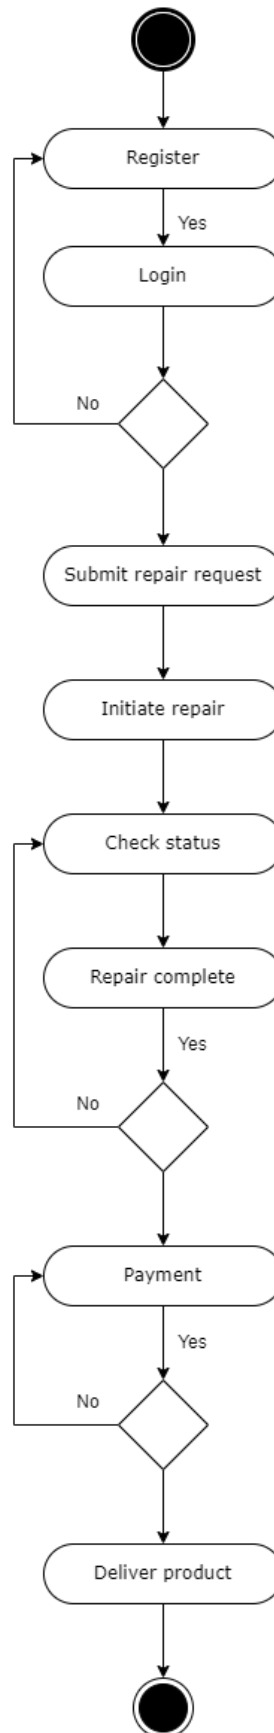 Register
Yes
Login
No
Submit repair request
Initiate repair
Check status
Repair complete
Yes
No
Payment
Yes
No
Deliver product